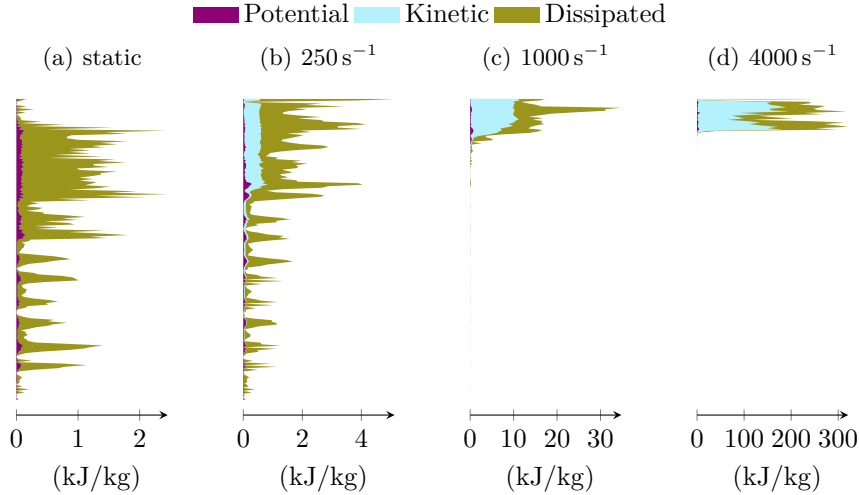 Potential Kinetic Dissipated
(a) static (b) 250 s⁻¹ (c) 1000 s⁻¹ (d) 4000 s⁻¹
0 1 2 0 2 4 0 10 20 30 0 100 200 300
(kJ/kg) (kJ/kg) (kJ/kg) (kJ/kg)